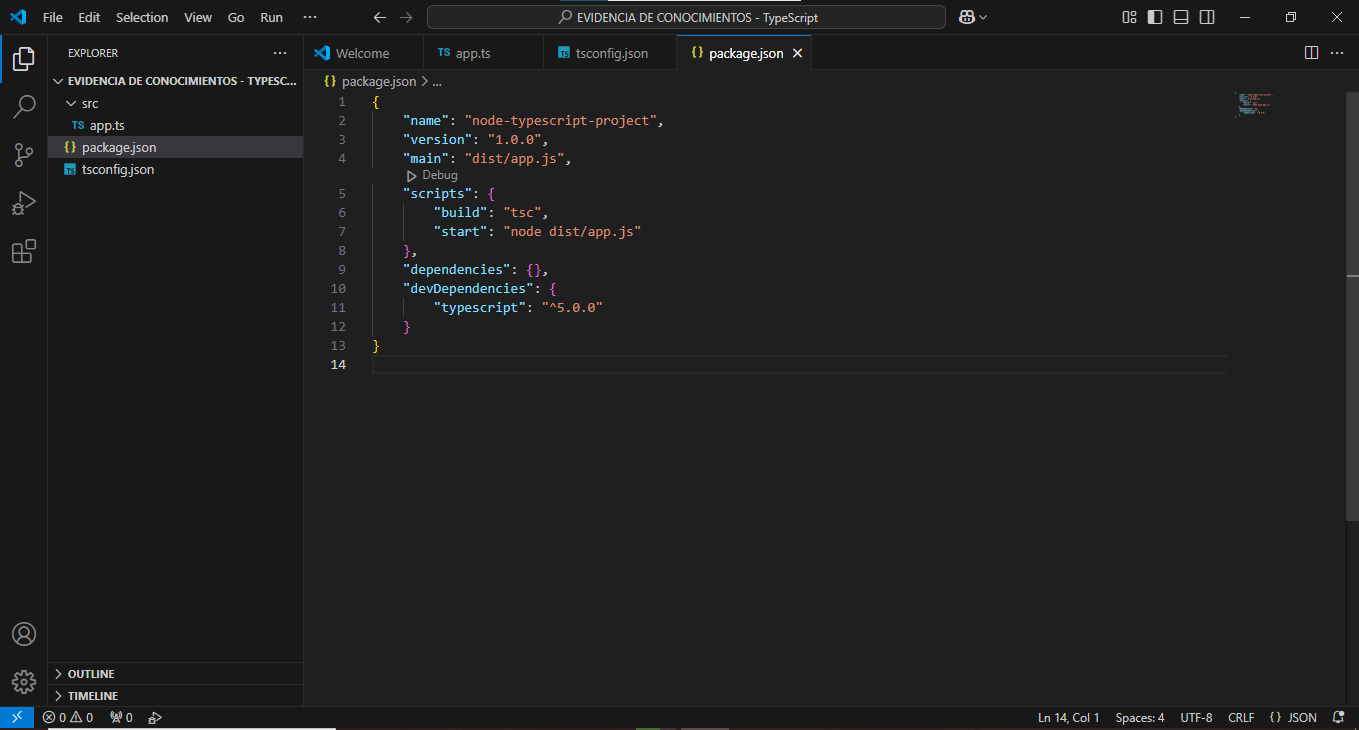 File Edit Selection View Go Run ···
EVIDENCIA DE CONOCIMIENTOS - TypeScript
EXPLORER
EVIDENCIA DE CONOCIMIENTOS - TYPESC...
src
TS app.ts
{} package.json
TS tsconfig.json
OUTLINE
TIMELINE
Welcome
TS app.ts
TS tsconfig.json
{} package.json
{} package.json > ...
1 {
2 "name": "node-typescript-project",
3 "version": "1.0.0",
4 "main": "dist/app.js",
Debug
5 "scripts": {
6 "build": "tsc",
7 "start": "node dist/app.js"
8 },
9 "dependencies": {},
10 "devDependencies": {
11 "typescript": "^5.0.0"
12 }
13 }
14
0 0 0
Ln 14, Col 1 Spaces: 4 UTF-8 CRLF {} JSON